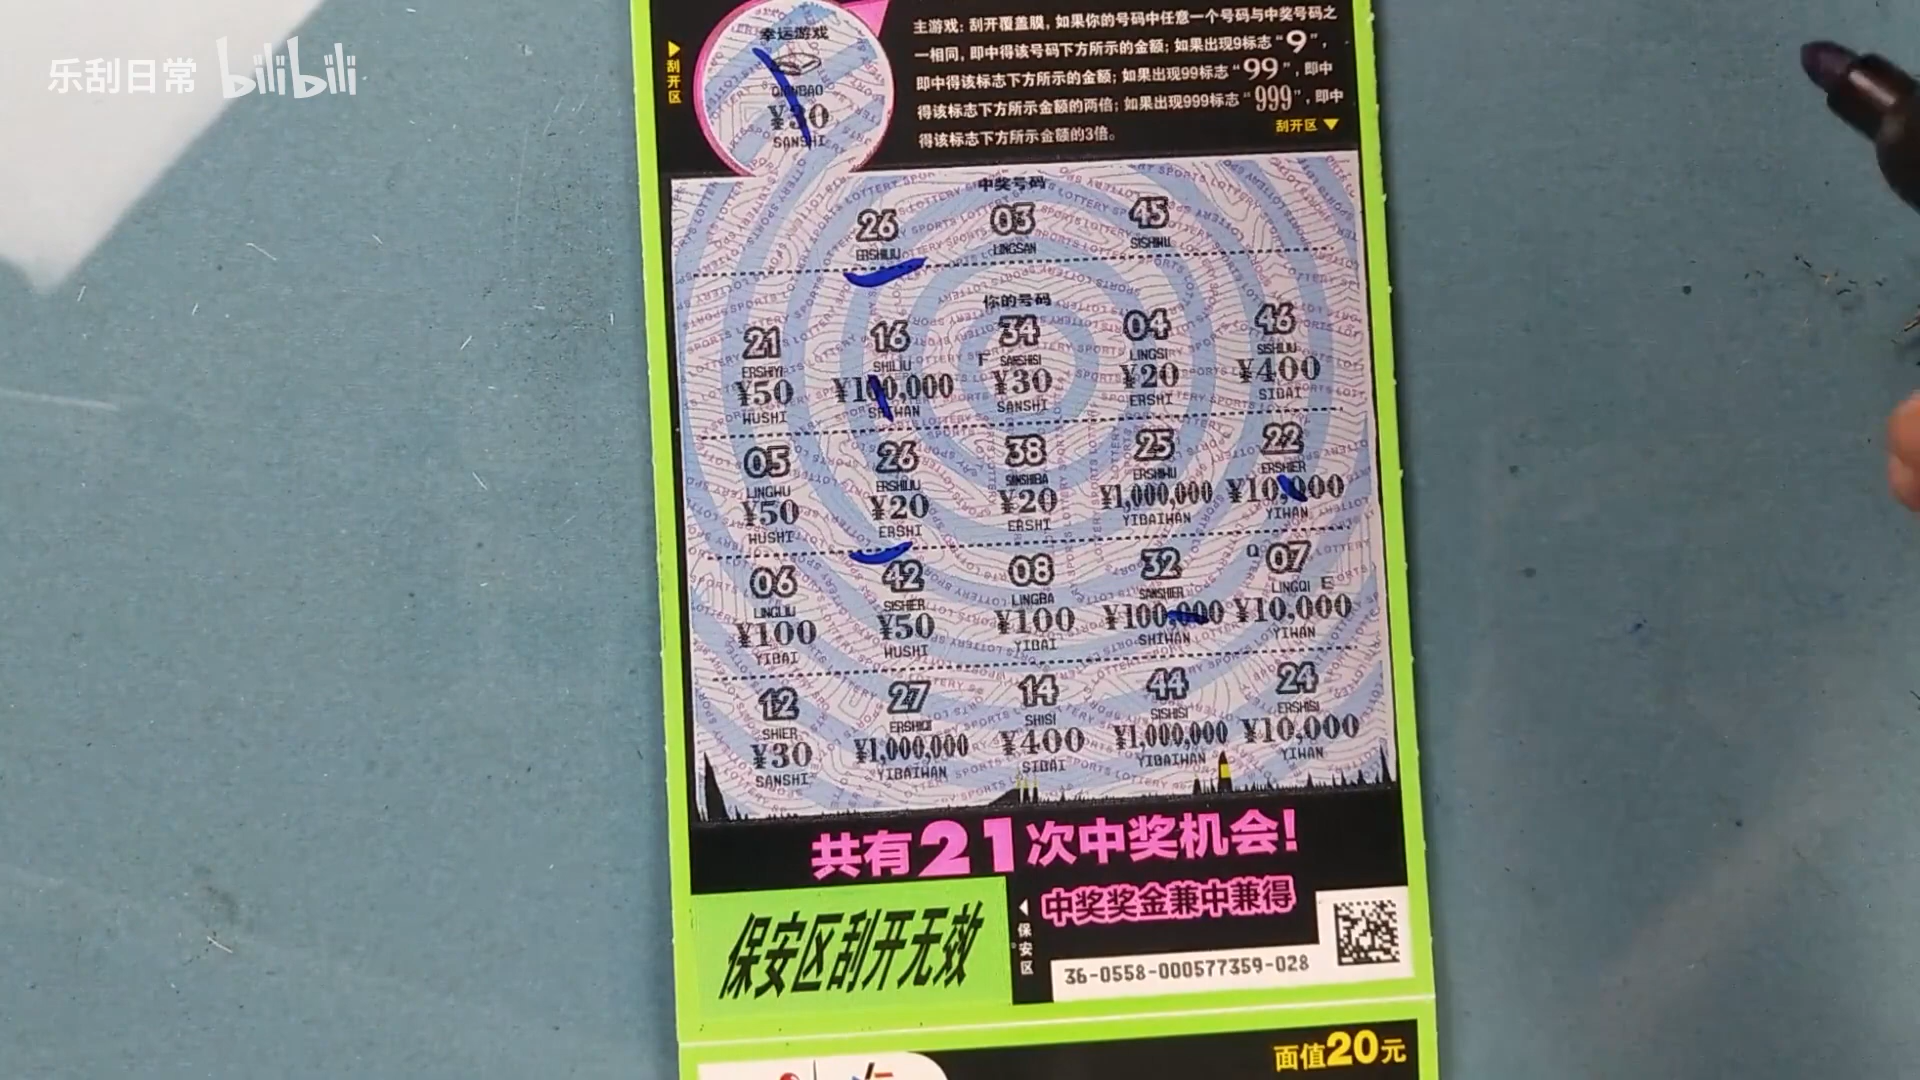 乐刮日常 bilibili
幸运游戏
QIANBAO
¥30
SANSHI
刮开区
主游戏：刮开覆盖膜，如果你的号码中任意一个号码与中奖号码之
一相同，即中得该号码下方所示的金额；如果出现9标志“9”，
即中得该标志下方所示的金额；如果出现99标志“99”，即中
得该标志下方所示金额的两倍；如果出现999标志“999”，即中
得该标志下方所示金额的3倍。
刮开区
中奖号码
26 03 45
ERSHILIU LINGSAN SISHIWU
你的号码
21 16 34 04 46
ERSHIYI SHILIU SANSHISI LINGSI SISHILIU
¥50 ¥100,000 ¥30 ¥20 ¥400
WUSHI SHIWAN SANSHI ERSHI SIBAI
05 26 38 25 22
LINGWU ERSHILIU SANSHIBA ERSHIWU ERSHIER
¥50 ¥20 ¥20 ¥1,000,000 ¥10,000
WUSHI ERSHI ERSHI YIBAIWAN YIWAN
06 42 08 32 07
LINGLIU SISHIER LINGBA SANSHIER LINGQI
¥100 ¥50 ¥100 ¥100,000 ¥10,000
YIBAI WUSHI YIBAI SHIWAN YIWAN
12 27 14 44 24
SHIER ERSHIQI SHISI SISHISI ERSHISI
¥30 ¥1,000,000 ¥400 ¥1,000,000 ¥10,000
SANSHI YIBAIWAN SIBAI YIBAIWAN YIWAN
共有21次中奖机会！
中奖奖金兼中兼得
保安区刮开无效
保安区
36-0558-000577359-028
面值20元